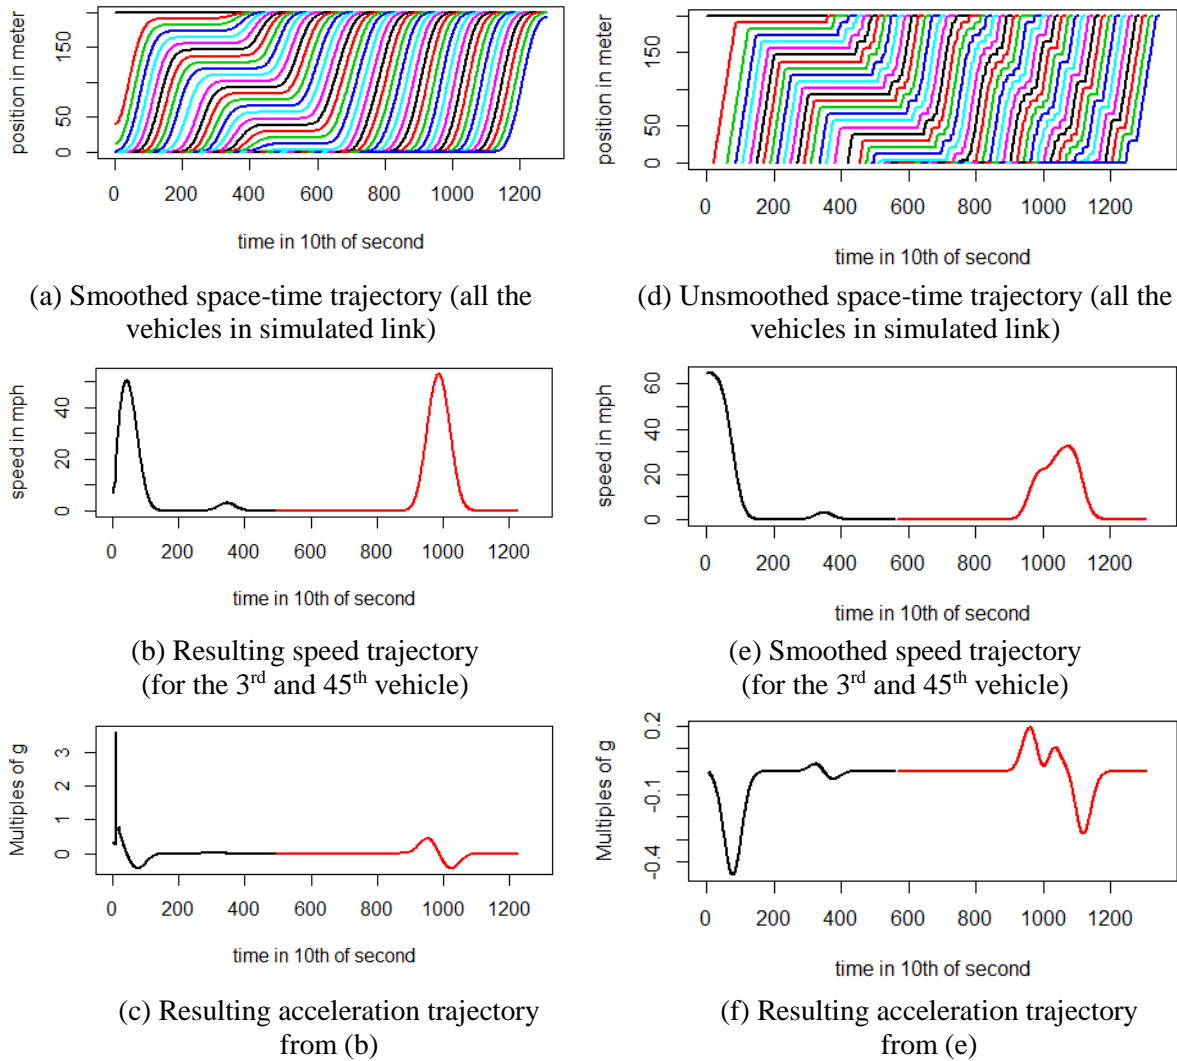 position in meter
150
50
0
0 200 400 600 800 1000 1200
time in 10th of second
(a) Smoothed space-time trajectory (all the
vehicles in simulated link)
position in meter
150
50
0
0 200 400 600 800 1000 1200
time in 10th of second
(d) Unsmoothed space-time trajectory (all the
vehicles in simulated link)
speed in mph
40
20
0
0 200 400 600 800 1000 1200
time in 10th of second
(b) Resulting speed trajectory
(for the 3rd and 45th vehicle)
speed in mph
60
40
20
0
0 200 400 600 800 1000 1200
time in 10th of second
(e) Smoothed speed trajectory
(for the 3rd and 45th vehicle)
Multiples of g
3
2
1
0
0 200 400 600 800 1000 1200
time in 10th of second
(c) Resulting acceleration trajectory
from (b)
Multiples of g
0.2
-0.1
-0.4
0 200 400 600 800 1000 1200
time in 10th of second
(f) Resulting acceleration trajectory
from (e)